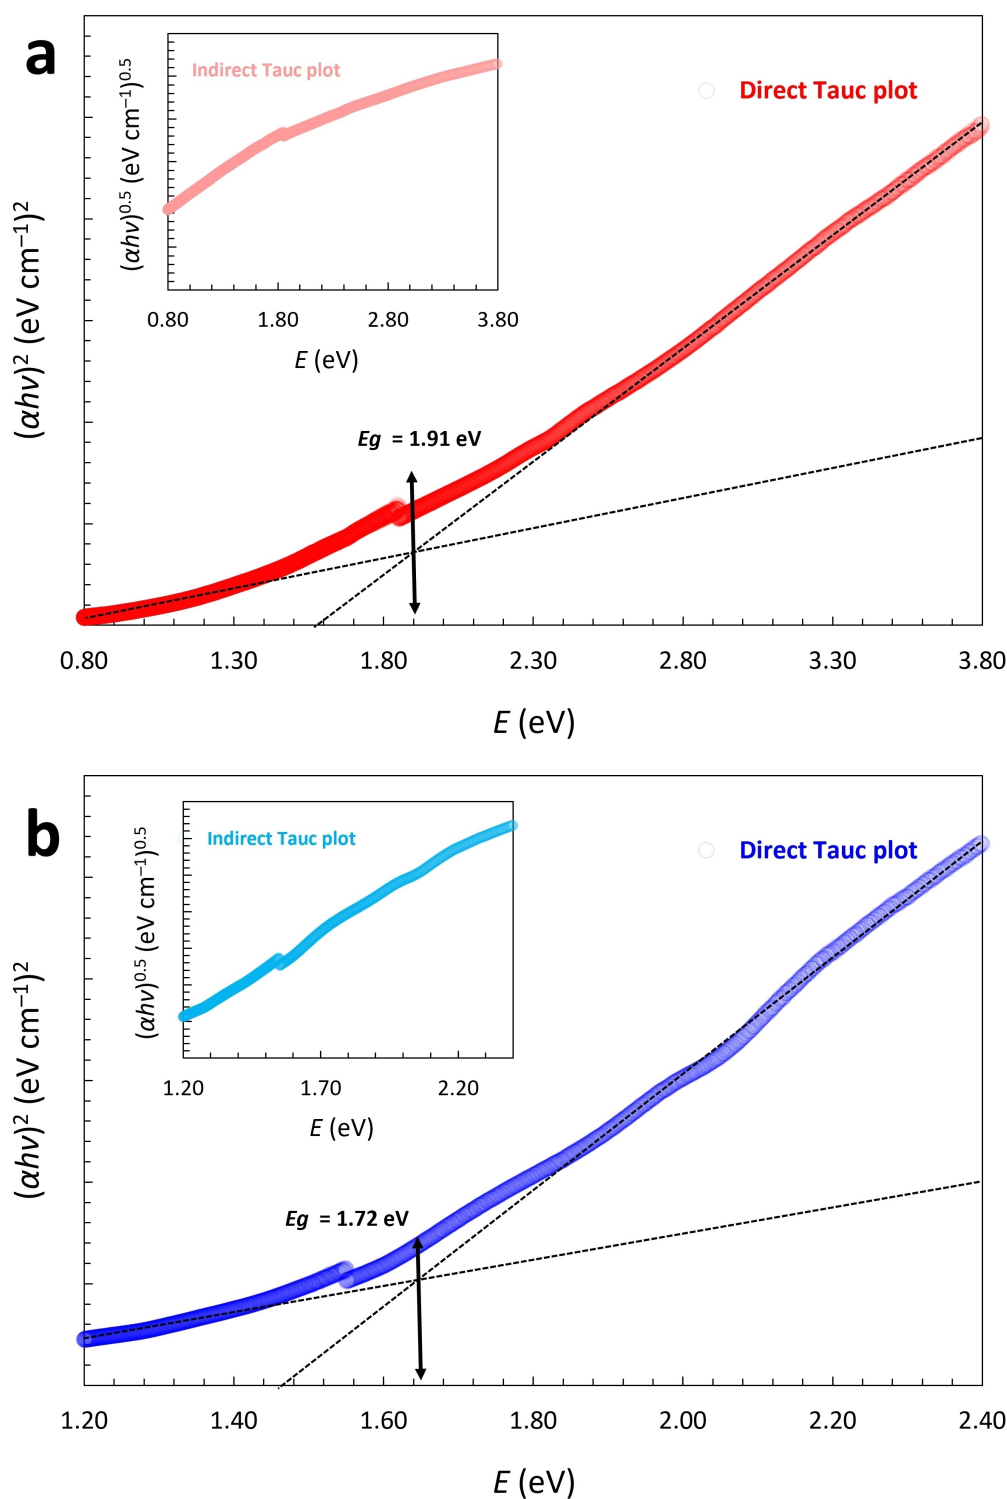 a
Indirect Tauc plot
(αhν)^0.5 (eV cm⁻¹)^0.5
0.80 1.80 2.80 3.80
E (eV)
Direct Tauc plot
(αhν)² (eV cm⁻¹)²
Eg = 1.91 eV
0.80 1.30 1.80 2.30 2.80 3.30 3.80
E (eV)
b
Indirect Tauc plot
(αhν)^0.5 (eV cm⁻¹)^0.5
1.20 1.70 2.20
E (eV)
Direct Tauc plot
(αhν)² (eV cm⁻¹)²
Eg = 1.72 eV
1.20 1.40 1.60 1.80 2.00 2.20 2.40
E (eV)